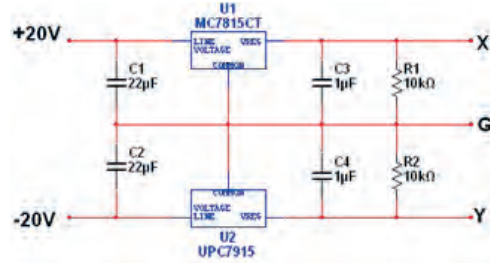 U1
MC7815CT
+20V
LINE VREG
VOLTAGE
COMMON
X
C1
22µF
C3
1µF
R1
10kΩ
G
C2
22µF
C4
1µF
R2
10kΩ
COMMON
VOLTAGE
LINE VREG
-20V
Y
U2
UPC7915